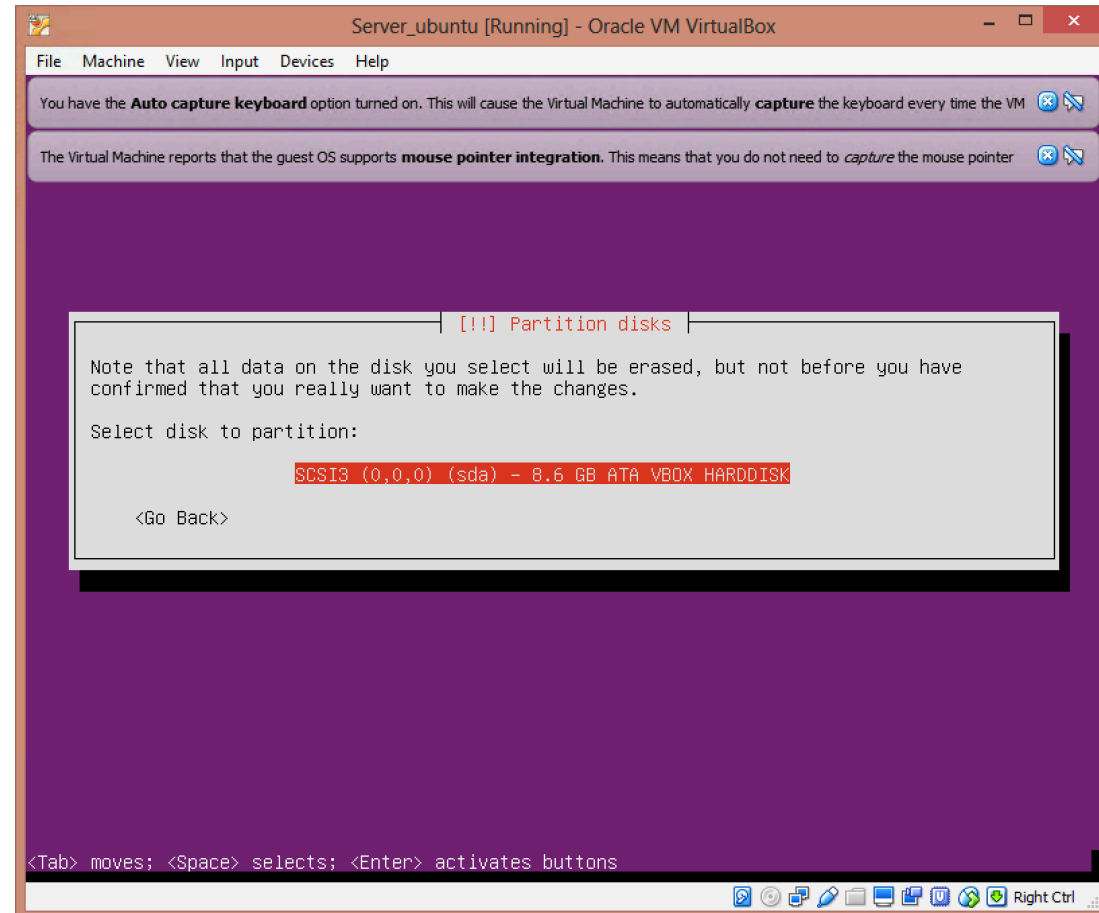 Server_ubuntu [Running] - Oracle VM VirtualBox
File Machine View Input Devices Help
You have the Auto capture keyboard option turned on. This will cause the Virtual Machine to automatically capture the keyboard every time the VM
The Virtual Machine reports that the guest OS supports mouse pointer integration. This means that you do not need to capture the mouse pointer
[!!] Partition disks
Note that all data on the disk you select will be erased, but not before you have
confirmed that you really want to make the changes.
Select disk to partition:
SCSI3 (0,0,0) (sda) - 8.6 GB ATA VBOX HARDDISK
<Go Back>
<Tab> moves; <Space> selects; <Enter> activates buttons
Right Ctrl